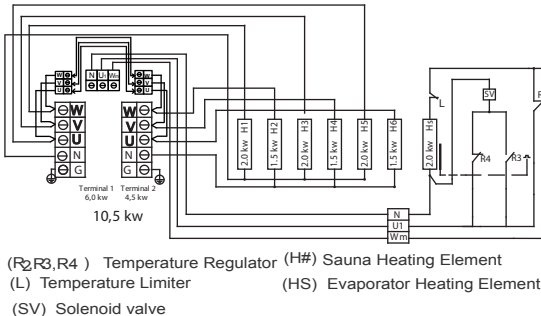 W
V
U
N U1 Wm
W
V
U
W
V
U
N
G
W
V
U
N
G
Terminal 1
6,0 kw
Terminal 2
4,5 kw
10,5 kw
2.0 kw H1
1.5 kw H2
2.0 kw H3
1.5 kw H4
2.0 kw H5
1.5 kw H6
2.0 kw Hs
L
SV
R4
R3
R
N
U1
Wm
(R2,R3,R4 ) Temperature Regulator
(H#) Sauna Heating Element
(L) Temperature Limiter
(HS) Evaporator Heating Element
(SV) Solenoid valve